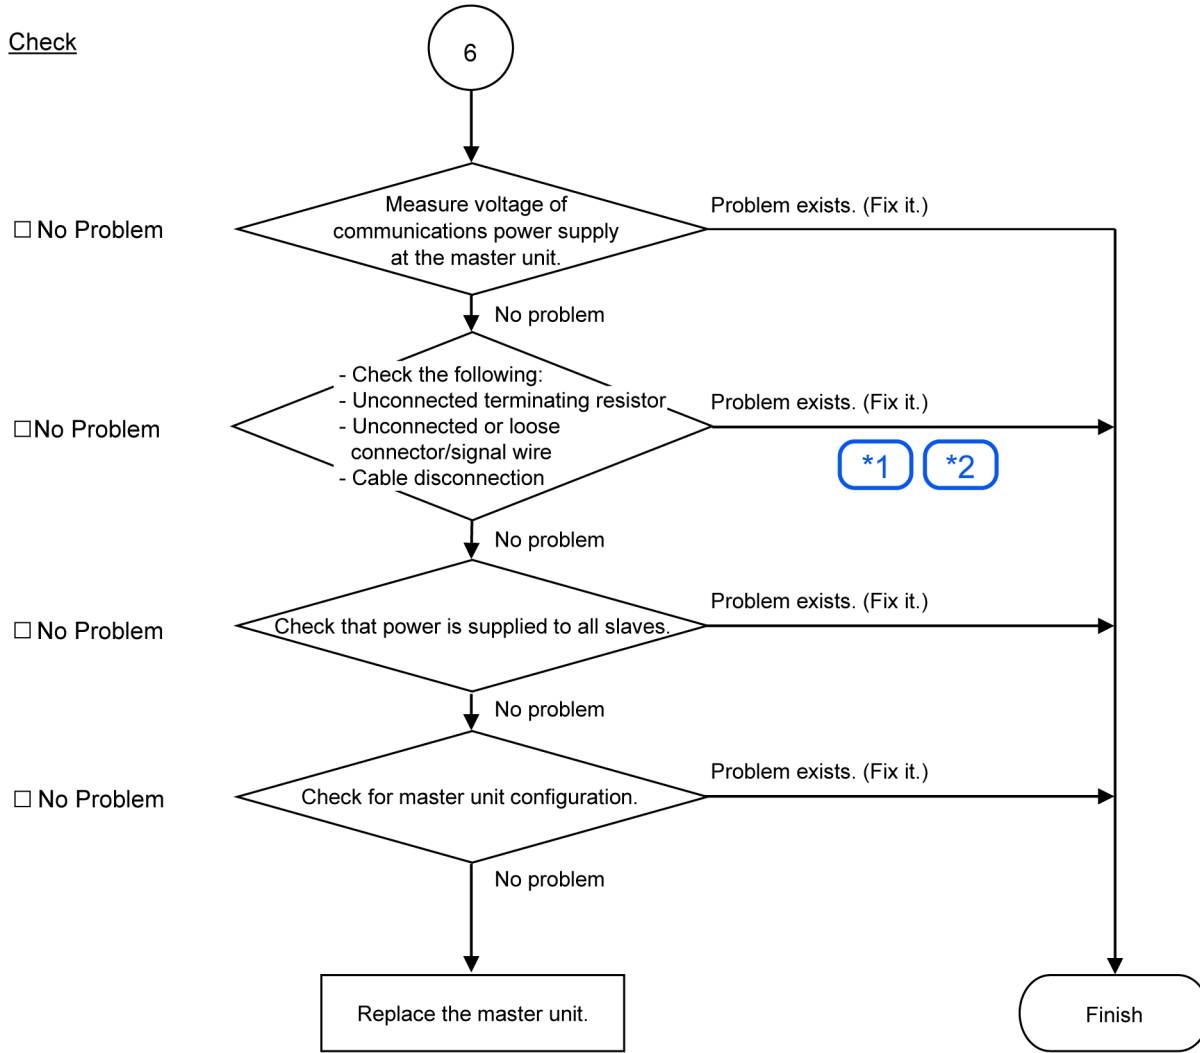 Check
6
Measure voltage of
communications power supply
at the master unit.
Problem exists. (Fix it.)
□ No Problem
No problem
- Check the following:
- Unconnected terminating resistor
- Unconnected or loose
connector/signal wire
- Cable disconnection
Problem exists. (Fix it.)
*1 *2
□No Problem
No problem
Check that power is supplied to all slaves.
Problem exists. (Fix it.)
□ No Problem
No problem
Check for master unit configuration.
Problem exists. (Fix it.)
□ No Problem
No problem
Replace the master unit.
Finish